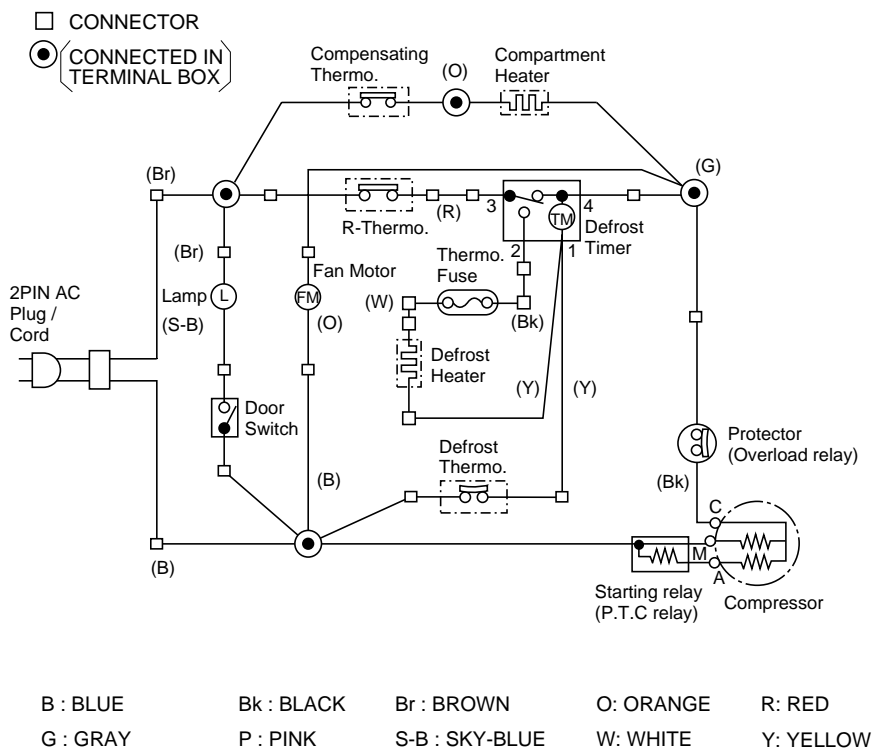 CONNECTOR
CONNECTED IN
TERMINAL BOX
Compensating
Thermo.
(O)
Compartment
Heater
(Br)
(G)
R-Thermo.
(R)
3
4
TM
2
1
Defrost
Timer
(Br)
Fan Motor
Thermo.
Fuse
2PIN AC
Plug /
Cord
Lamp
L
FM
(W)
(S-B)
(O)
(Bk)
Defrost
Heater
(Y)
(Y)
Door
Switch
Protector
(Overload relay)
Defrost
Thermo.
(B)
(Bk)
C
(B)
M
A
Starting relay
(P.T.C relay)
Compressor
B : BLUE
Bk : BLACK
Br : BROWN
O: ORANGE
R: RED
G : GRAY
P : PINK
S-B : SKY-BLUE
W: WHITE
Y: YELLOW